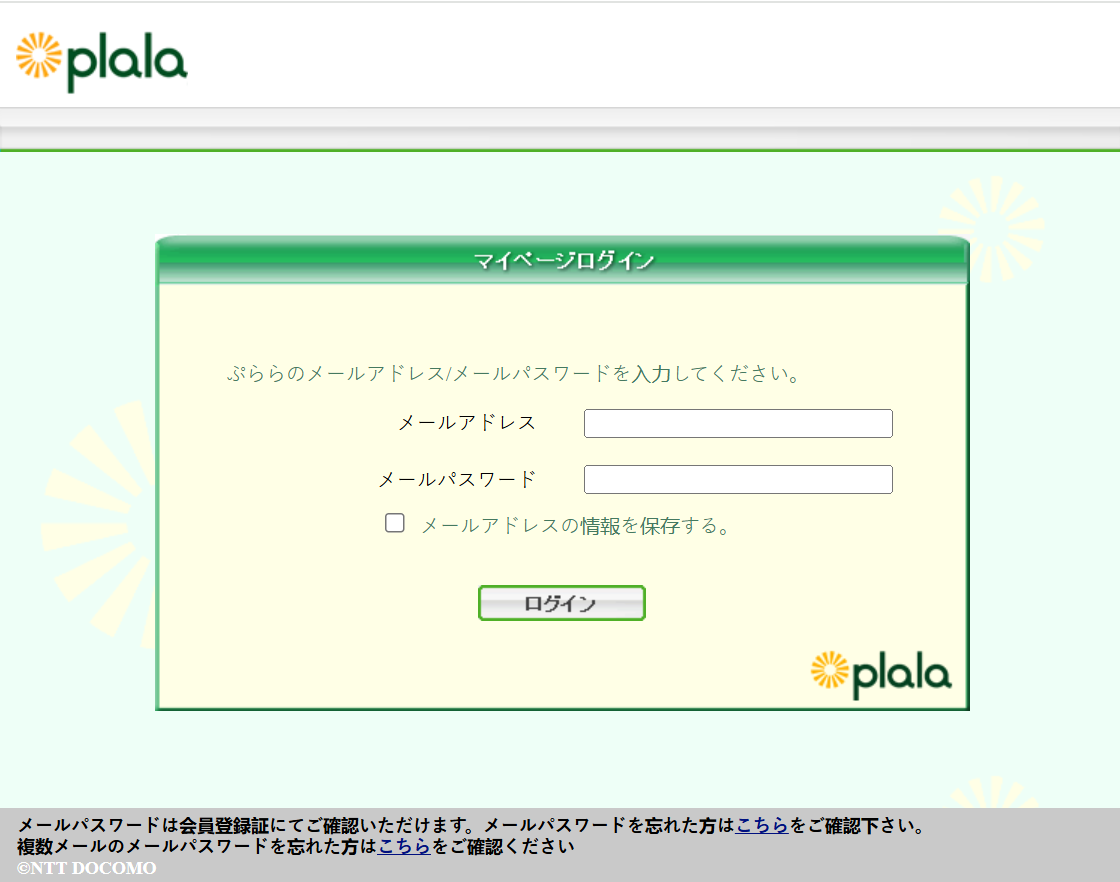 plala
マイページログイン
ぷららのメールアドレス/メールパスワードを入力してください。
メールアドレス
メールパスワード
メールアドレスの情報を保存する。
ログイン
plala
メールパスワードは会員登録証にてご確認いただけます。メールパスワードを忘れた方はこちらをご確認下さい。
複数メールのメールパスワードを忘れた方はこちらをご確認ください
©NTT DOCOMO